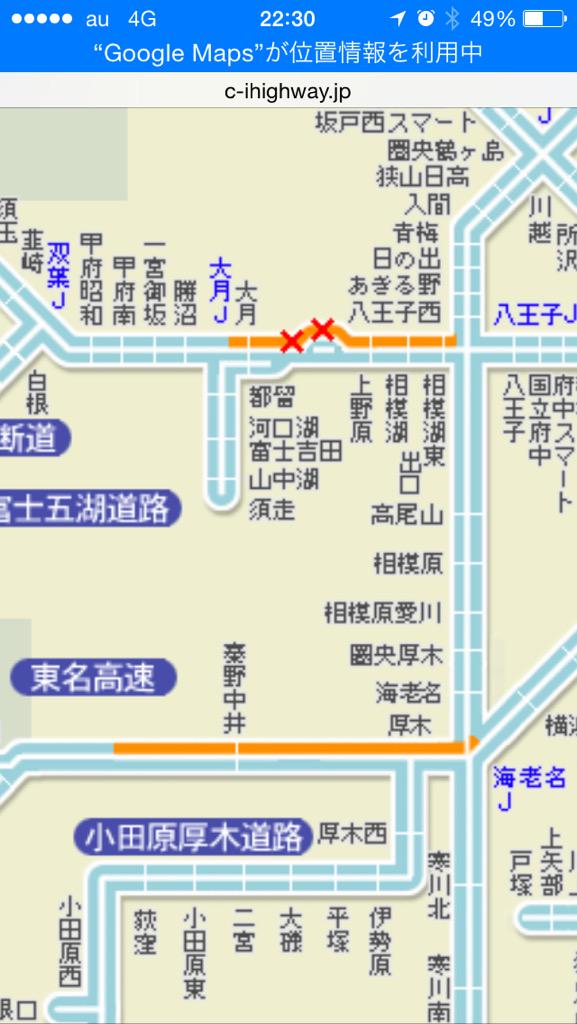 au 4G 22:30 49%
“Google Maps”が位置情報を利用中
c-ihighway.jp
坂戸西スマート
J
圏央鶴ヶ島
狭山日高
入間
川越
所沢
青梅
日の出
あきる野
八王子西
八王子J
須玉
韮崎
双葉J
甲府昭和
甲府南
一宮御坂
勝沼
大月J
大月
白根
都留
河口湖
富士吉田
山中湖
須走
上野原
相模湖
出口
相模湖東
八王子
国立府中
府中スマート
断道
富士五湖道路
高尾山
相模原
相模原愛川
圏央厚木
海老名
厚木
秦野中井
東名高速
海老名J
小田原厚木道路
厚木西
寒川北
寒川南
戸塚
上矢部
小田原西
荻窪
小田原東
二宮
大磯
平塚
伊勢原